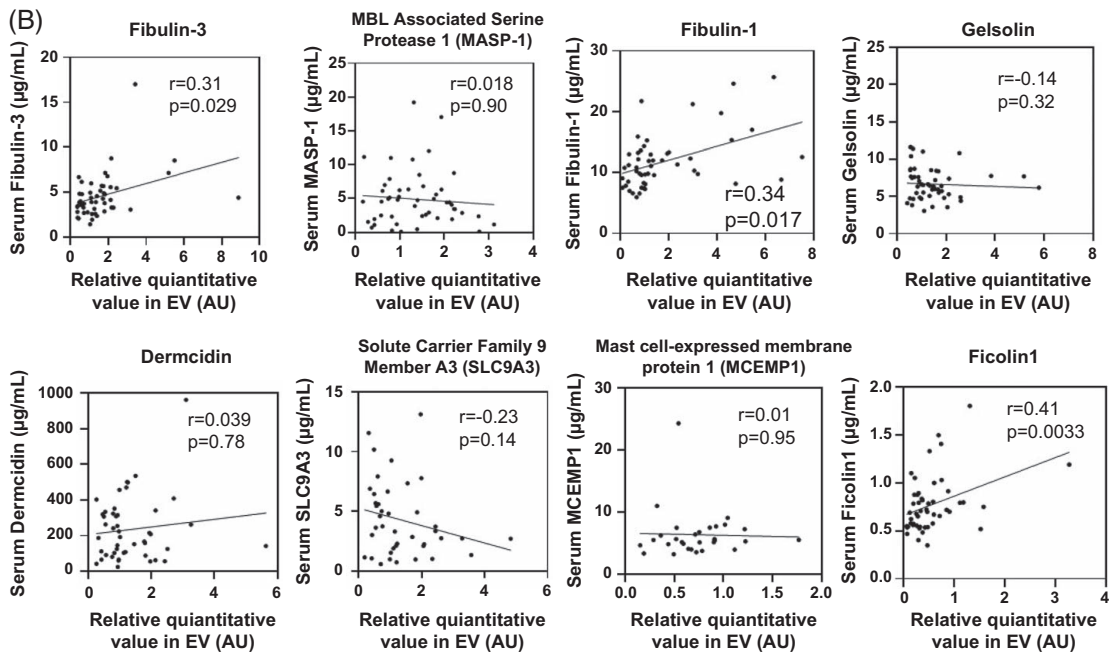 (B)
Fibulin-3
Serum Fibulin-3 (µg/mL)
20
15
10
5
0
r=0.31
p=0.029
0 2 4 6 8 10
Relative quantitative
value in EV (AU)
MBL Associated Serine
Protease 1 (MASP-1)
Serum MASP-1 (µg/mL)
25
20
15
10
5
0
r=0.018
p=0.90
0 1 2 3 4
Relative quantitative
value in EV (AU)
Fibulin-1
Serum Fibulin-1 (µg/mL)
30
20
10
0
r=0.34
p=0.017
0 2 4 6 8
Relative quantitative
value in EV (AU)
Gelsolin
Serum Gelsolin (µg/mL)
20
15
10
5
0
r=-0.14
p=0.32
0 2 4 6 8
Relative quantitative
value in EV (AU)
Dermcidin
Serum Dermcidin (µg/mL)
1000
800
600
400
200
0
r=0.039
p=0.78
0 2 4 6
Relative quantitative
value in EV (AU)
Solute Carrier Family 9
Member A3 (SLC9A3)
Serum SLC9A3 (µg/mL)
15
10
5
0
r=-0.23
p=0.14
0 2 4 6
Relative quantitative
value in EV (AU)
Mast cell-expressed membrane
protein 1 (MCEMP1)
Serum MCEMP1 (µg/mL)
30
20
10
0
r=0.01
p=0.95
0.0 0.5 1.0 1.5 2.0
Relative quantitative
value in EV (AU)
Ficolin1
Serum Ficolin1 (µg/mL)
2.0
1.5
1.0
0.5
0.0
r=0.41
p=0.0033
0 1 2 3 4
Relative quantitative
value in EV (AU)